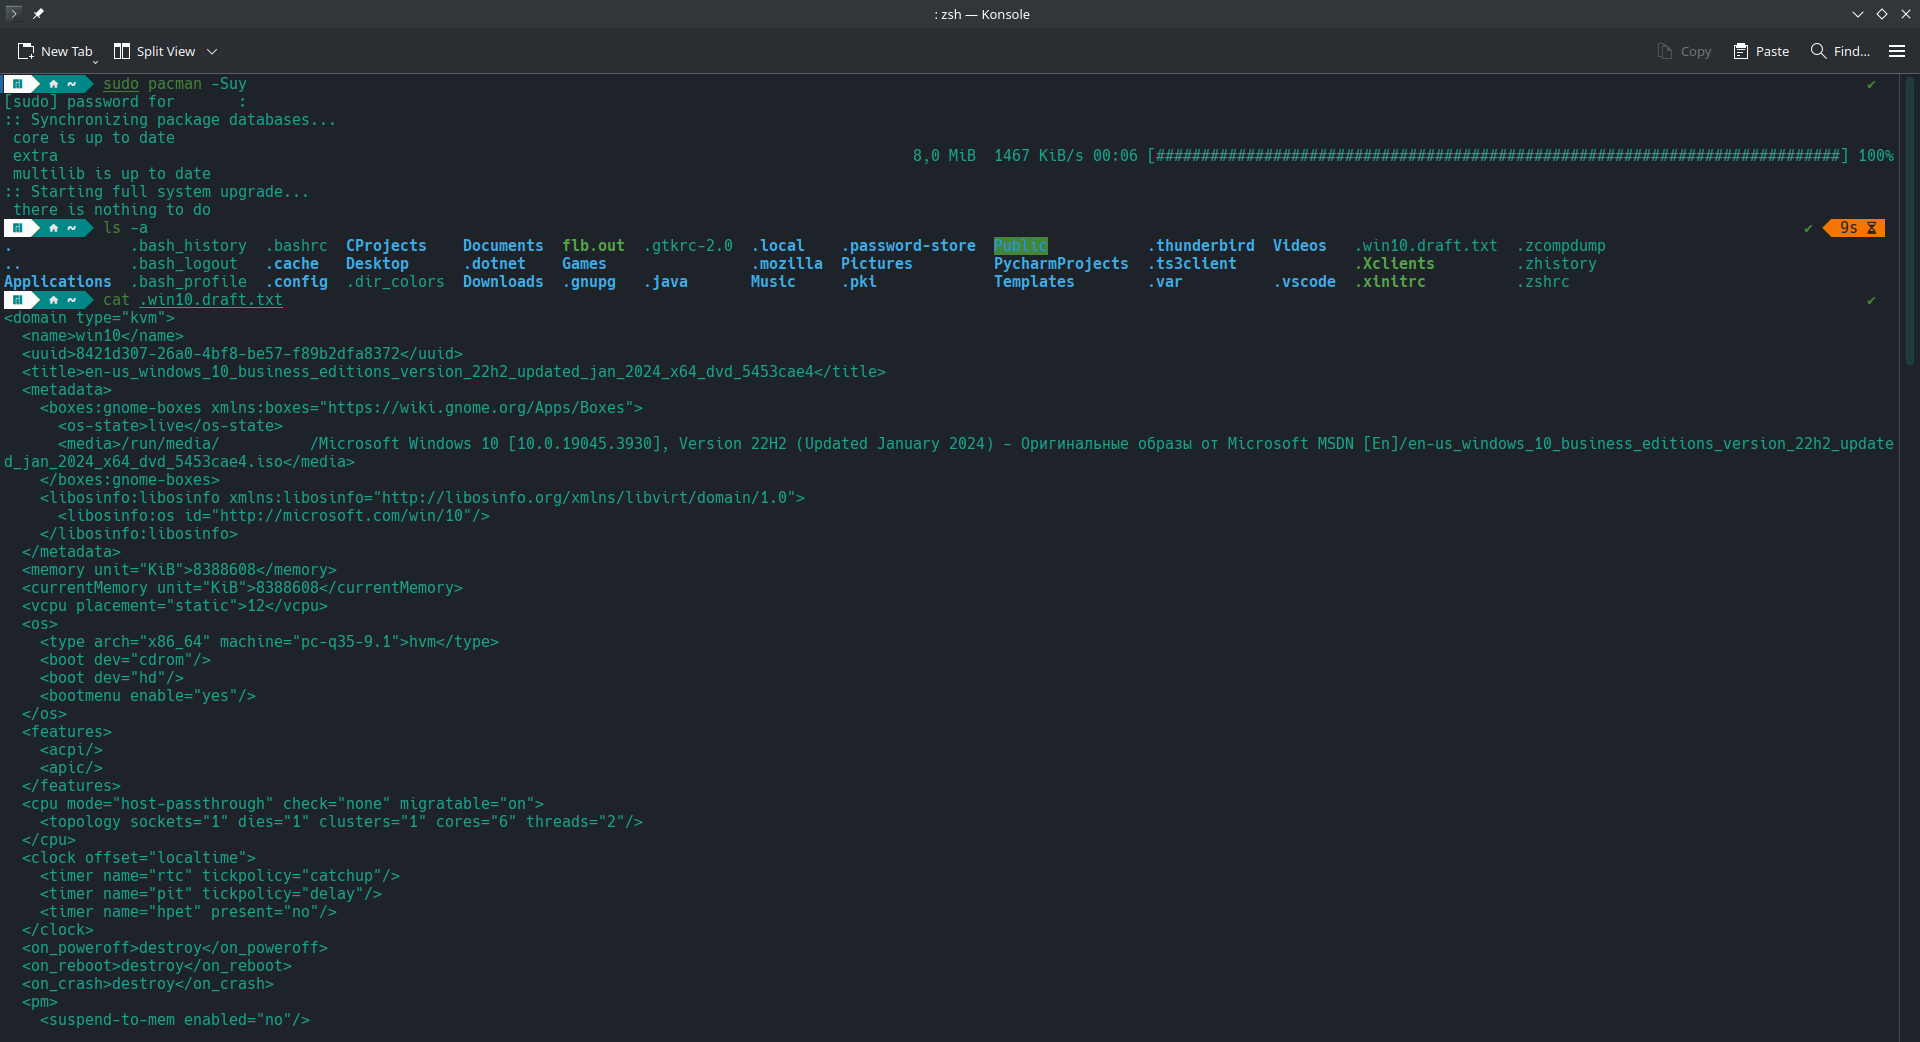 : zsh — Konsole
New Tab Split View Copy Paste Find...
~ sudo pacman -Suy ✔
[sudo] password for :
:: Synchronizing package databases...
core is up to date
extra 8,0 MiB 1467 KiB/s 00:06 [############################################################################] 100%
multilib is up to date
:: Starting full system upgrade...
there is nothing to do
~ ls -a ✔ 9s
. .bash_history .bashrc CProjects Documents flb.out .gtkrc-2.0 .local .password-store Public .thunderbird Videos .win10.draft.txt .zcompdump
.. .bash_logout .cache Desktop .dotnet Games .mozilla Pictures PycharmProjects .ts3client .Xclients .zhistory
Applications .bash_profile .config .dir_colors Downloads .gnupg .java Music .pki Templates .var .vscode .xinitrc .zshrc
~ cat .win10.draft.txt ✔
<domain type="kvm">
<name>win10</name>
<uuid>8421d307-26a0-4bf8-be57-f89b2dfa8372</uuid>
<title>en-us_windows_10_business_editions_version_22h2_updated_jan_2024_x64_dvd_5453cae4</title>
<metadata>
<boxes:gnome-boxes xmlns:boxes="https://wiki.gnome.org/Apps/Boxes">
<os-state>live</os-state>
<media>/run/media/ /Microsoft Windows 10 [10.0.19045.3930], Version 22H2 (Updated January 2024) - Оригинальные образы от Microsoft MSDN [En]/en-us_windows_10_business_editions_version_22h2_update
d_jan_2024_x64_dvd_5453cae4.iso</media>
</boxes:gnome-boxes>
<libosinfo:libosinfo xmlns:libosinfo="http://libosinfo.org/xmlns/libvirt/domain/1.0">
<libosinfo:os id="http://microsoft.com/win/10"/>
</libosinfo:libosinfo>
</metadata>
<memory unit="KiB">8388608</memory>
<currentMemory unit="KiB">8388608</currentMemory>
<vcpu placement="static">12</vcpu>
<os>
<type arch="x86_64" machine="pc-q35-9.1">hvm</type>
<boot dev="cdrom"/>
<boot dev="hd"/>
<bootmenu enable="yes"/>
</os>
<features>
<acpi/>
<apic/>
</features>
<cpu mode="host-passthrough" check="none" migratable="on">
<topology sockets="1" dies="1" clusters="1" cores="6" threads="2"/>
</cpu>
<clock offset="localtime">
<timer name="rtc" tickpolicy="catchup"/>
<timer name="pit" tickpolicy="delay"/>
<timer name="hpet" present="no"/>
</clock>
<on_poweroff>destroy</on_poweroff>
<on_reboot>destroy</on_reboot>
<on_crash>destroy</on_crash>
<pm>
<suspend-to-mem enabled="no"/>